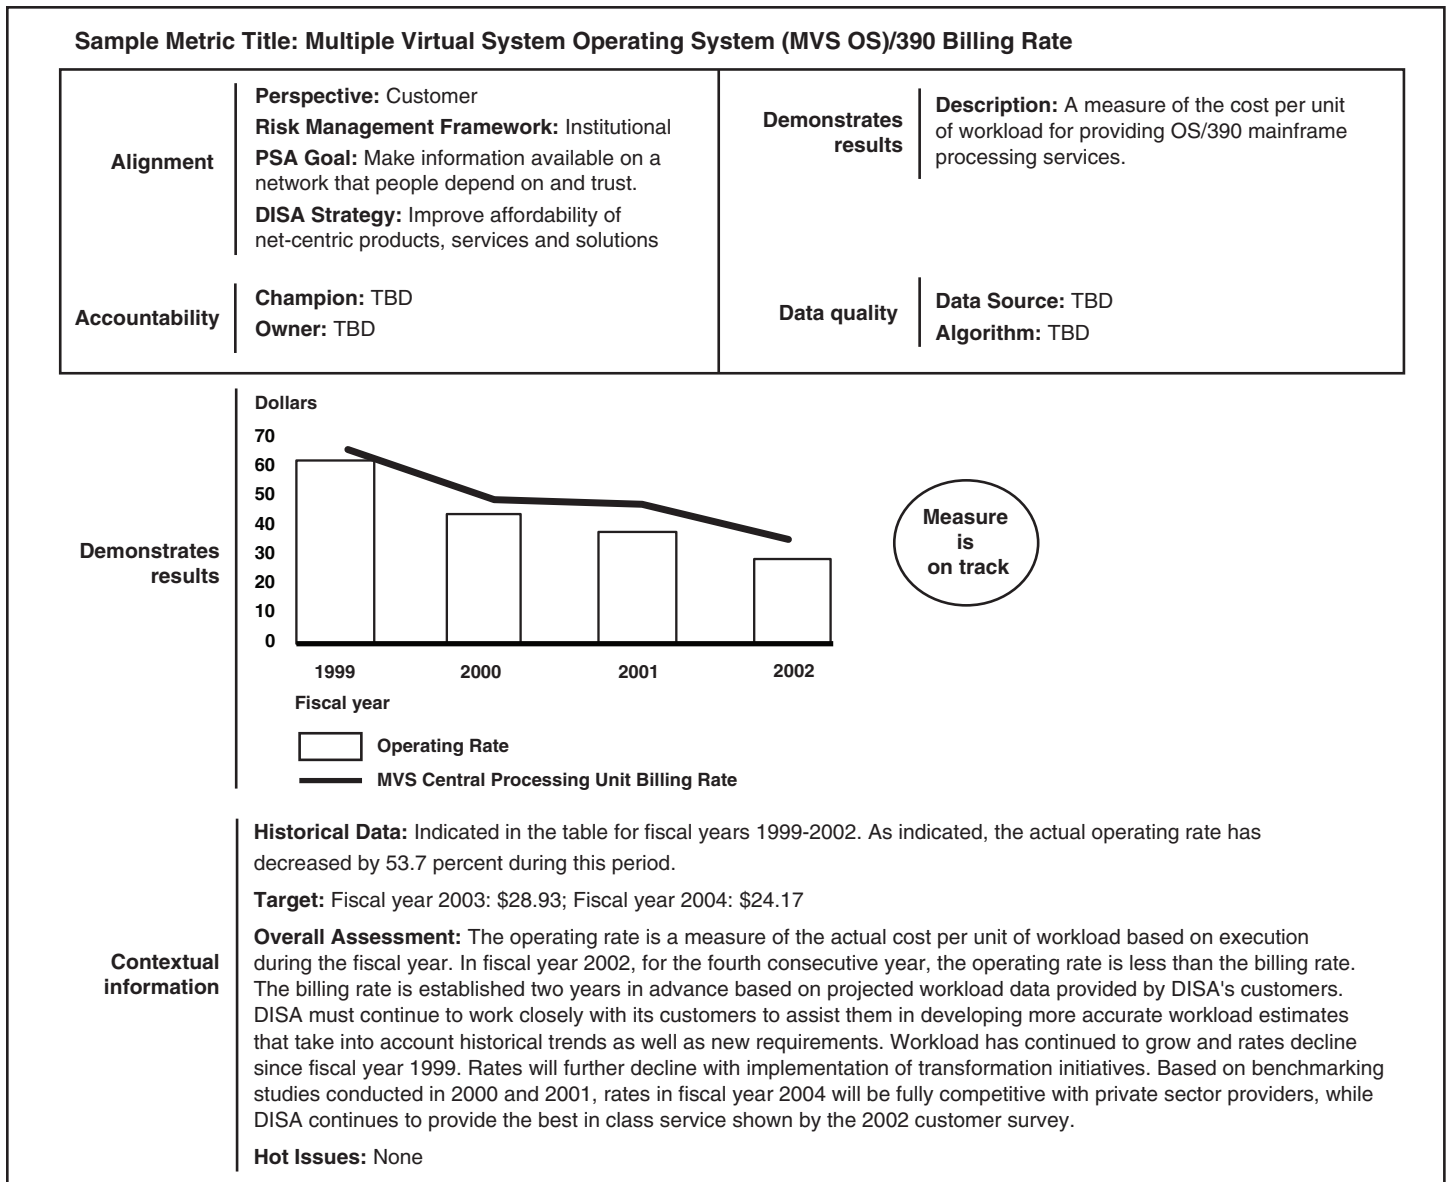 Sample Metric Title: Multiple Virtual System Operating System (MVS OS)/390 Billing Rate
Alignment
Perspective: Customer
Risk Management Framework: Institutional
PSA Goal: Make information available on a
network that people depend on and trust.
DISA Strategy: Improve affordability of
net-centric products, services and solutions
Accountability
Champion: TBD
Owner: TBD
Demonstrates
results
Description: A measure of the cost per unit
of workload for providing OS/390 mainframe
processing services.
Data quality
Data Source: TBD
Algorithm: TBD
Demonstrates
results
Dollars
70
60
50
40
30
20
10
0
1999 2000 2001 2002
Fiscal year
Operating Rate
MVS Central Processing Unit Billing Rate
Measure
is
on track
Contextual
information
Historical Data: Indicated in the table for fiscal years 1999-2002. As indicated, the actual operating rate has
decreased by 53.7 percent during this period.
Target: Fiscal year 2003: $28.93; Fiscal year 2004: $24.17
Overall Assessment: The operating rate is a measure of the actual cost per unit of workload based on execution
during the fiscal year. In fiscal year 2002, for the fourth consecutive year, the operating rate is less than the billing rate.
The billing rate is established two years in advance based on projected workload data provided by DISA's customers.
DISA must continue to work closely with its customers to assist them in developing more accurate workload estimates
that take into account historical trends as well as new requirements. Workload has continued to grow and rates decline
since fiscal year 1999. Rates will further decline with implementation of transformation initiatives. Based on benchmarking
studies conducted in 2000 and 2001, rates in fiscal year 2004 will be fully competitive with private sector providers, while
DISA continues to provide the best in class service shown by the 2002 customer survey.
Hot Issues: None